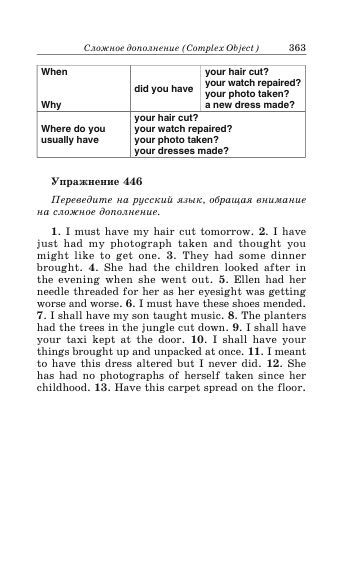 Сложное дополнение (Complex Object) 363
When
Why
did you have
your hair cut?
your watch repaired?
your photo taken?
a new dress made?
Where do you
usually have
your hair cut?
your watch repaired?
your photo taken?
your dresses made?
Упражнение 446
Переведите на русский язык, обращая внимание
на сложное дополнение.
1. I must have my hair cut tomorrow. 2. I have
just had my photograph taken and thought you
might like to get one. 3. They had some dinner
brought. 4. She had the children looked after in
the evening when she went out. 5. Ellen had her
needle threaded for her as her eyesight was getting
worse and worse. 6. I must have these shoes mended.
7. I shall have my son taught music. 8. The planters
had the trees in the jungle cut down. 9. I shall have
your taxi kept at the door. 10. I shall have your
things brought up and unpacked at once. 11. I meant
to have this dress altered but I never did. 12. She
has had no photographs of herself taken since her
childhood. 13. Have this carpet spread on the floor.